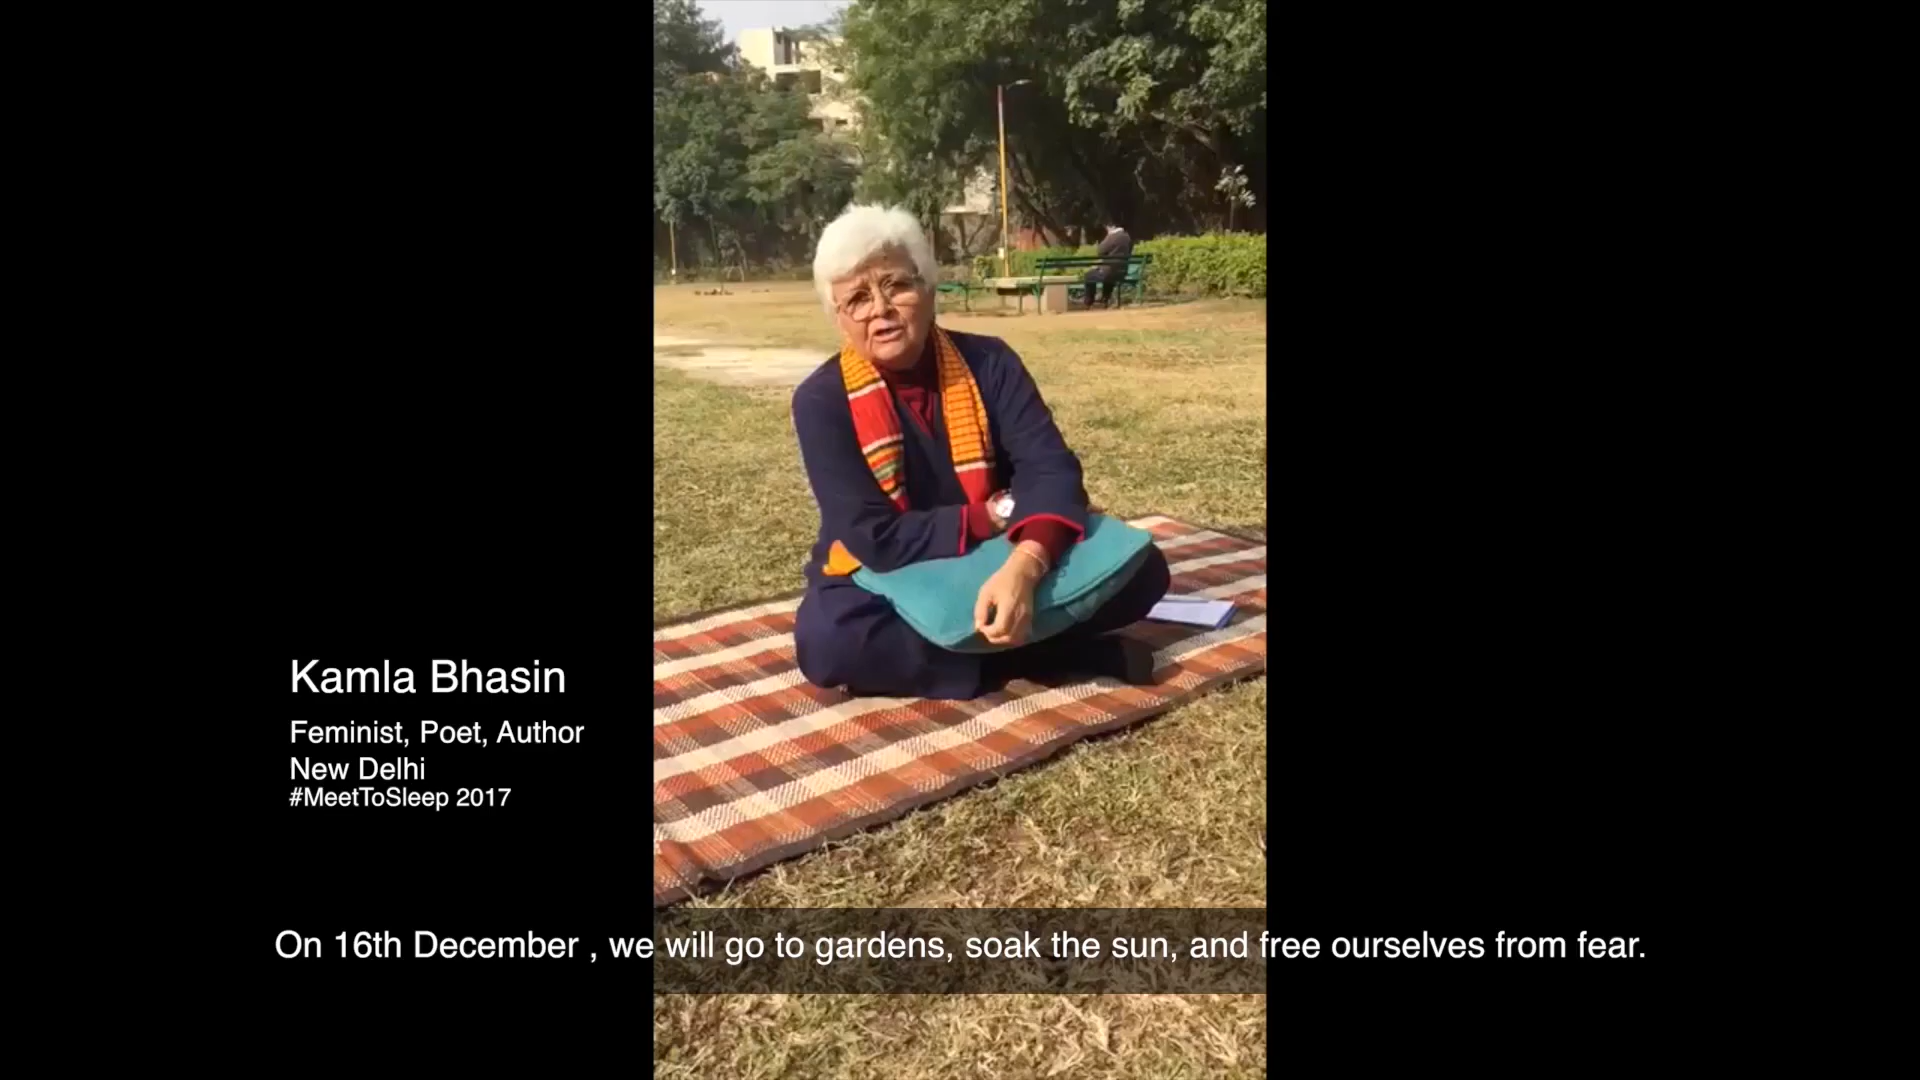 Kamla Bhasin
Feminist, Poet, Author
New Delhi
#MeetToSleep 2017
On 16th December , we will go to gardens, soak the sun, and free ourselves from fear.